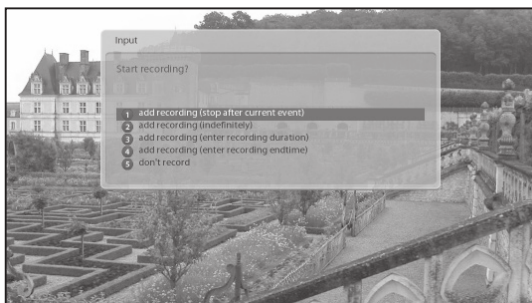 Input
Start recording?
1 add recording (stop after current event)
2 add recording (indefinitely)
3 add recording (enter recording duration)
4 add recording (enter recording endtime)
5 don't record